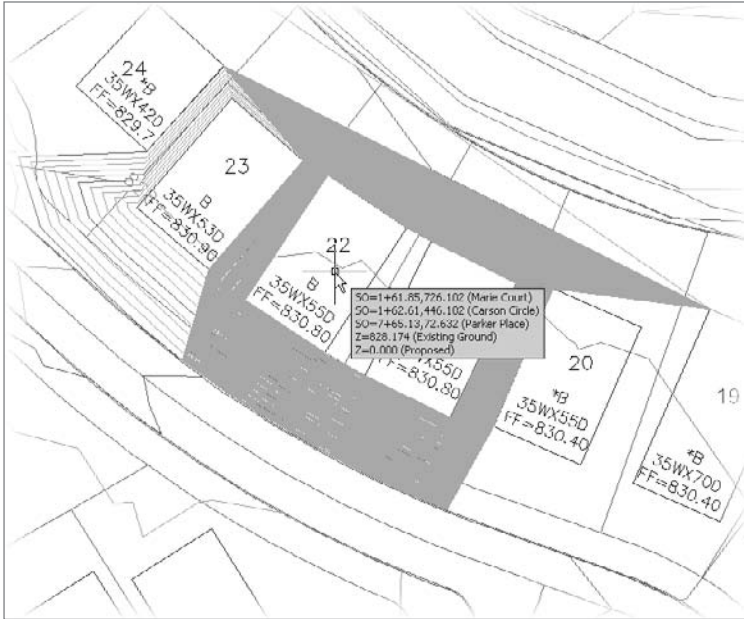 24
*B
35WX42D
FF=829.7
23
B
35WX53D
FF=830.90
22
B
35WX55D
FF=830.80
SO=1+61.85,726.102 (Marie Court)
SO=1+62.61,446.102 (Carson Circle)
SO=7+65.13,72.632 (Parker Place)
Z=828.174 (Existing Ground)
Z=0.000 (Proposed)
FF=830.80
20
*B
35WX55D
FF=830.40
19
*B
35WX70D
FF=830.40